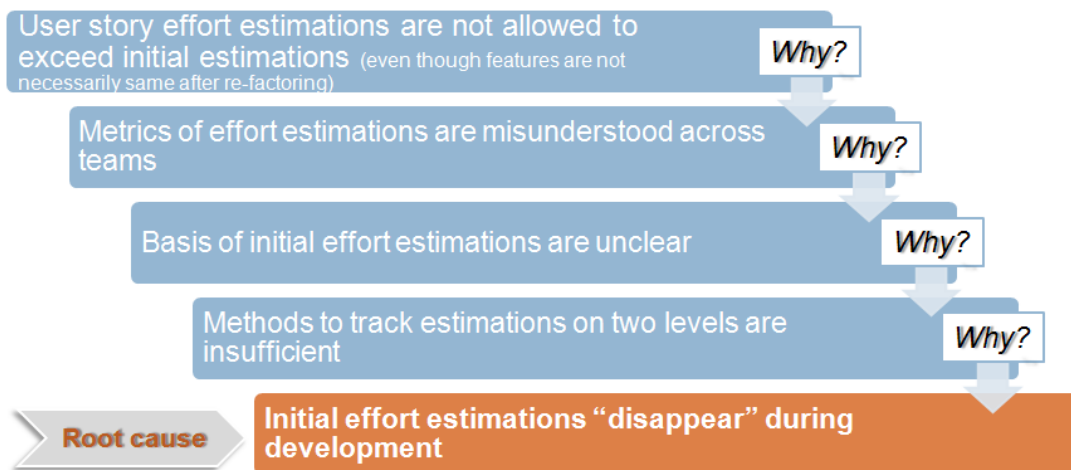 User story effort estimations are not allowed to
exceed initial estimations (even though features are not
necessarily same after re-factoring)
Why?
Metrics of effort estimations are misunderstood across
teams
Why?
Basis of initial effort estimations are unclear
Why?
Methods to track estimations on two levels are
insufficient
Why?
Root cause
Initial effort estimations “disappear” during
development